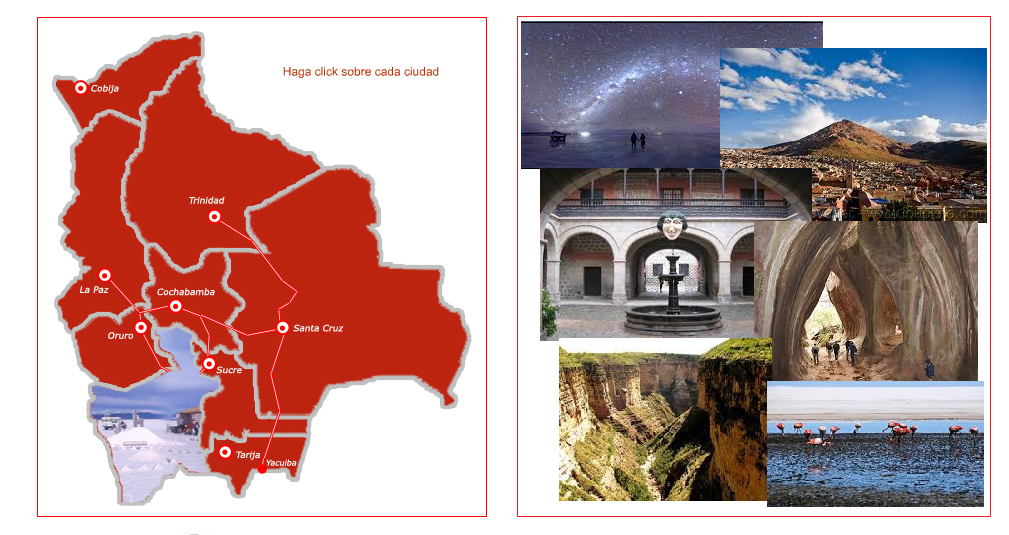 Haga click sobre cada ciudad
Cobija
Trinidad
La Paz
Cochabamba
Oruro
Santa Cruz
Sucre
Tarija
Yacuiba